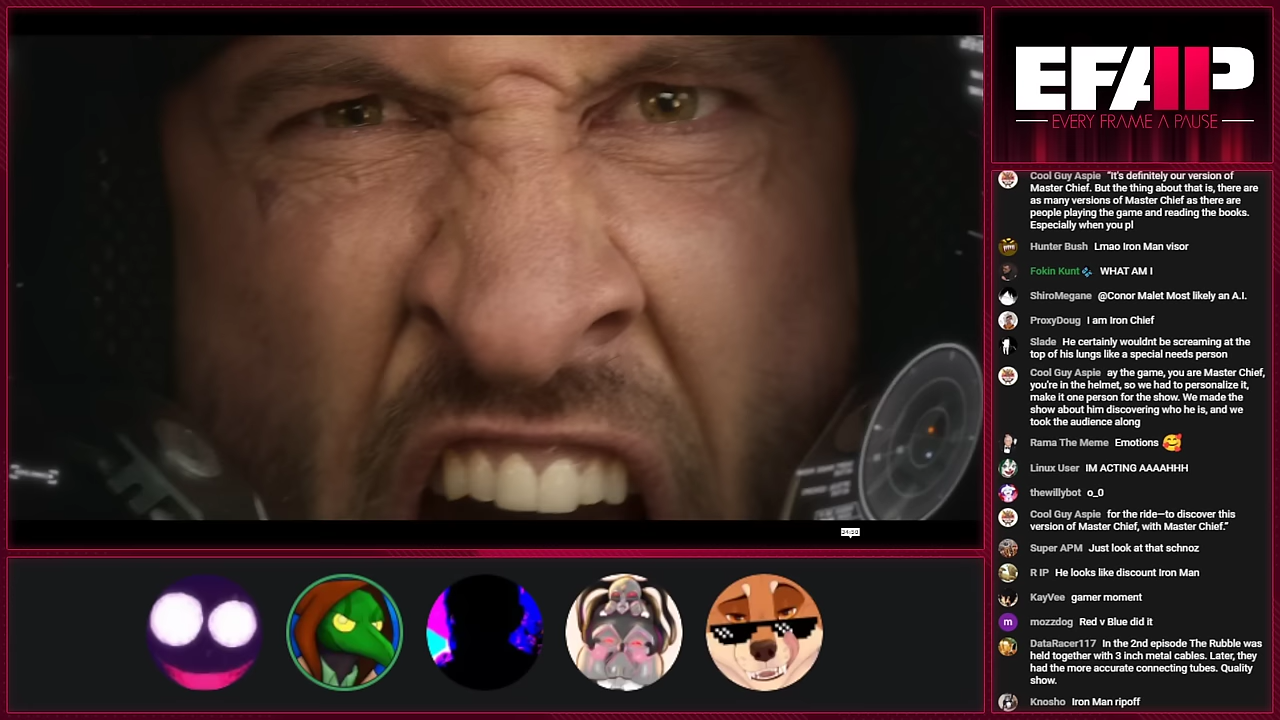 EFAP
EVERY FRAME A PAUSE
Cool Guy Aspie "It's definitely our version of
Master Chief. But the thing about that is, there are
as many versions of Master Chief as there are
people playing the game and reading the books.
Especially when you pl
Hunter Bush Lmao Iron Man visor
Fokin Kunt WHAT AM I
ShiroMegane @Conor Malet Most likely an A.I.
ProxyDoug I am Iron Chief
Slade He certainly wouldnt be screaming at the
top of his lungs like a special needs person
Cool Guy Aspie ay the game, you are Master Chief,
you're in the helmet, so we had to personalize it,
make it one person for the show. We made the
show about him discovering who he is, and we
took the audience along
Rama The Meme Emotions 🥰
Linux User IM ACTING AAAAHHH
thewillybot o_0
Cool Guy Aspie for the ride—to discover this
version of Master Chief, with Master Chief."
Super APM Just look at that schnoz
R IP He looks like discount Iron Man
KayVee gamer moment
m
mozzdog Red v Blue did it
DataRacer117 In the 2nd episode The Rubble was
held together with 3 inch metal cables. Later, they
had the more accurate connecting tubes. Quality
show.
Knosho Iron Man ripoff